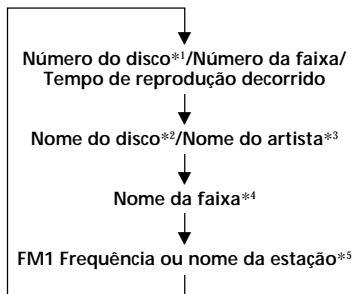 Número do disco*1/Número da faixa/
Tempo de reprodução decorrido
Nome do disco*2/Nome do artista*3
Nome da faixa*4
FM1 Frequência ou nome da estação*5